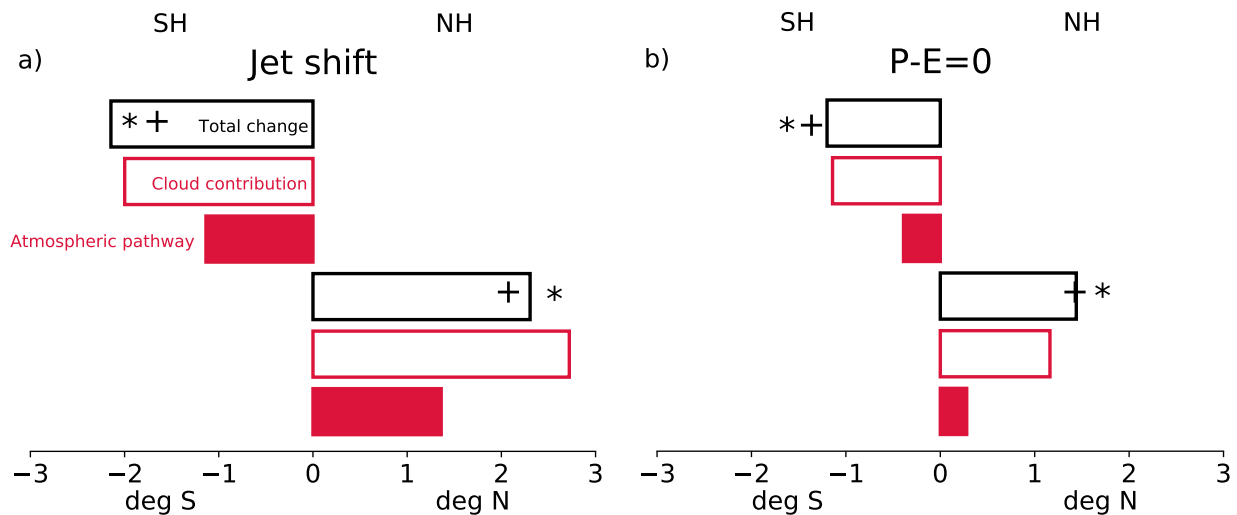 SH NH
a) Jet shift
* + Total change
Cloud contribution
Atmospheric pathway
+ *
−3 −2 −1 0 1 2 3
deg S deg N
SH NH
b) P-E=0
* +
+ *
−3 −2 −1 0 1 2 3
deg S deg N